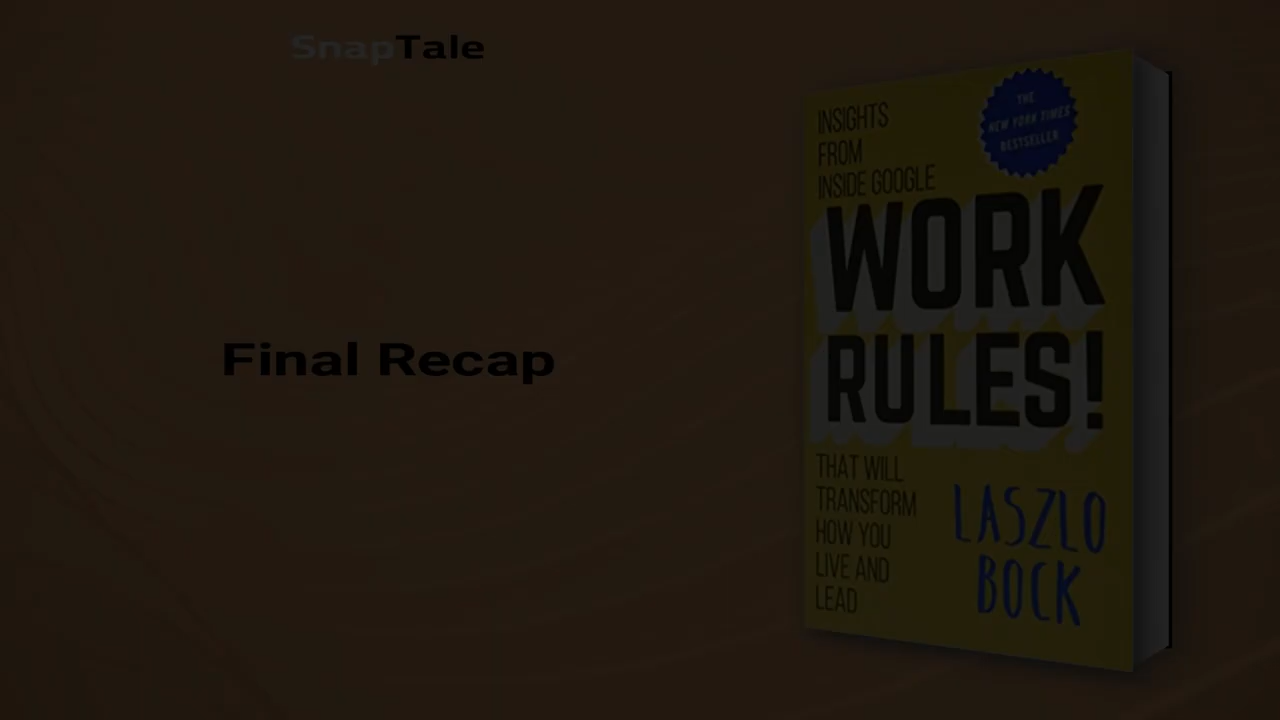 SnapTale
Final Recap
INSIGHTS
FROM
INSIDE GOOGLE
THE
NEW YORK TIMES
BESTSELLER
WORK
RULES!
THAT WILL
TRANSFORM
HOW YOU
LIVE AND
LEAD
LASZLO
BOCK